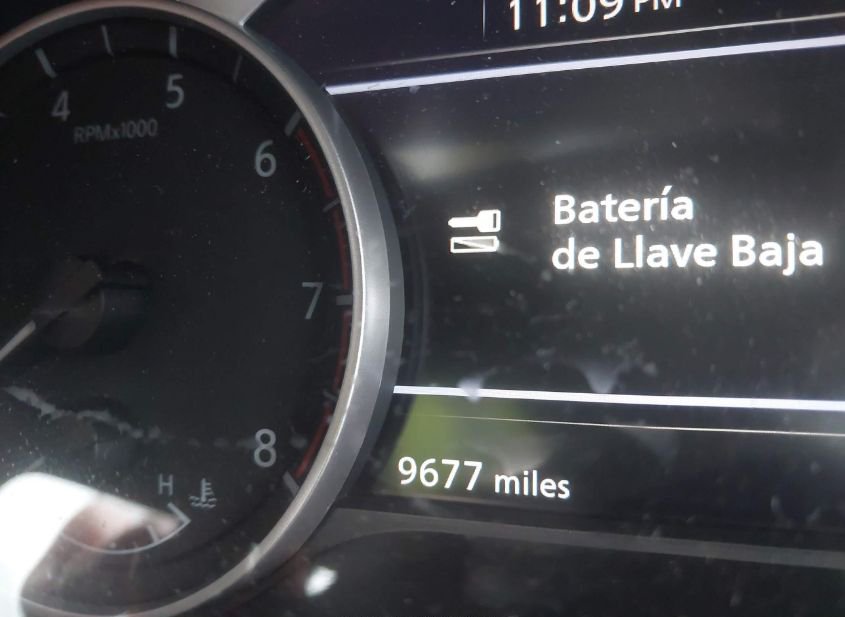 11:09 PM
4
5
RPMx1000
6
7
8
H
Batería
de Llave Baja
9677 miles